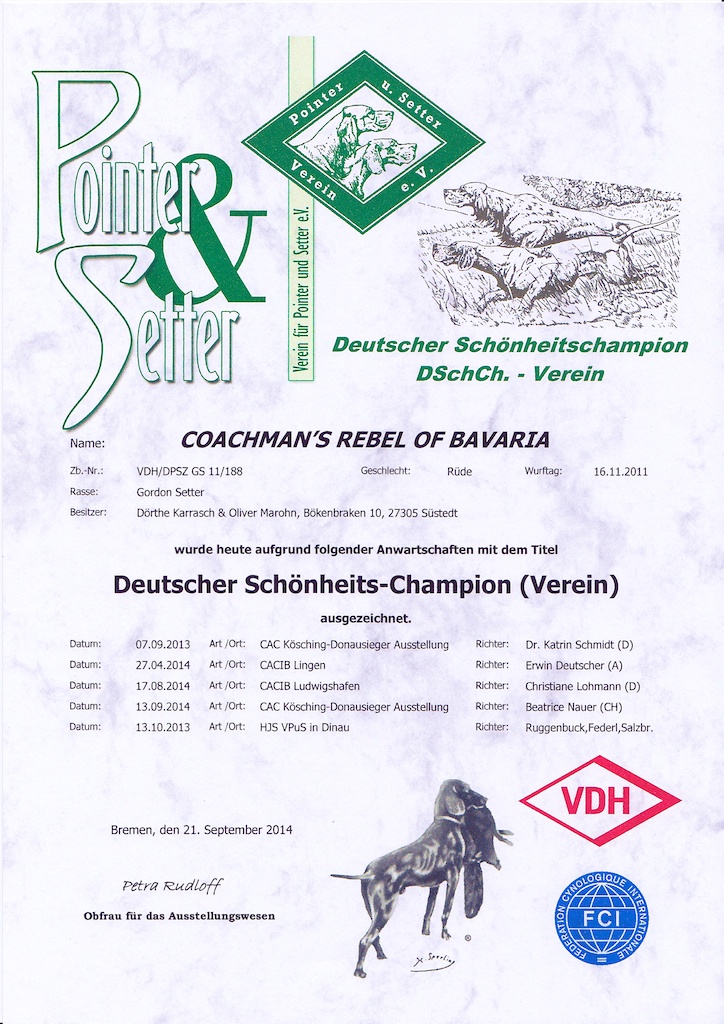 Pointer
&
Setter
Verein für Pointer und Setter e.V.
Pointer u. Setter
Verein e. V.
Deutscher Schönheitschampion
DSchCh. - Verein
Name: COACHMAN'S REBEL OF BAVARIA
Zb.-Nr.: VDH/DPSZ GS 11/188 Geschlecht: Rüde Wurftag: 16.11.2011
Rasse: Gordon Setter
Besitzer: Dörthe Karrasch & Oliver Marohn, Bökenbraken 10, 27305 Süstedt
wurde heute aufgrund folgender Anwartschaften mit dem Titel
Deutscher Schönheits-Champion (Verein)
ausgezeichnet.
Datum: 07.09.2013 Art /Ort: CAC Kösching-Donausieger Ausstellung Richter: Dr. Katrin Schmidt (D)
Datum: 27.04.2014 Art /Ort: CACIB Lingen Richter: Erwin Deutscher (A)
Datum: 17.08.2014 Art /Ort: CACIB Ludwigshafen Richter: Christiane Lohmann (D)
Datum: 13.09.2014 Art /Ort: CAC Kösching-Donausieger Ausstellung Richter: Beatrice Nauer (CH)
Datum: 13.10.2013 Art /Ort: HJS VPuS in Dinau Richter: Ruggenbuck,Federl,Salzbr.
VDH
Bremen, den 21. September 2014
Petra Rudloff
Obfrau für das Ausstellungswesen
FEDERATION CYNOLOGIQUE INTERNATIONALE
FCI
®